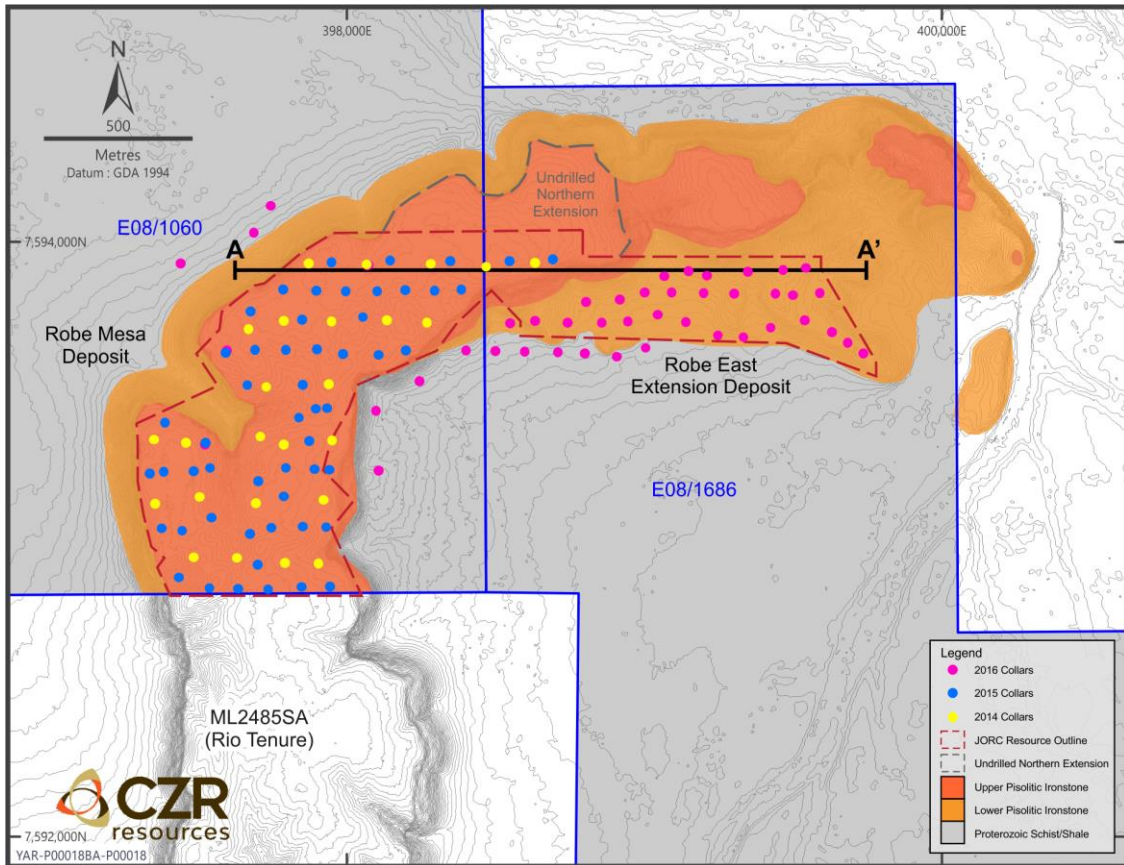 398,000E
400,000E
N
500
Metres
Datum : GDA 1994
Undrilled
Northern
Extension
E08/1060
7,594,000N
A
A'
Robe Mesa
Deposit
Robe East
Extension Deposit
E08/1686
ML2485SA
(Rio Tenure)
Legend
2016 Collars
2015 Collars
2014 Collars
JORC Resource Outline
Undrilled Northern Extension
Upper Pisolitic Ironstone
Lower Pisolitic Ironstone
Proterozoic Schist/Shale
CZR
resources
7,592,000N
YAR-P00018BA-P00018